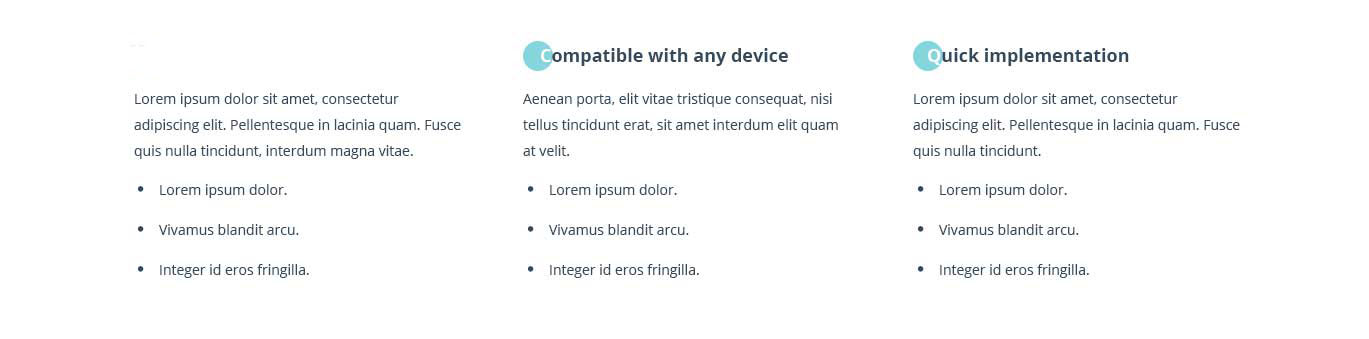 Lorem ipsum dolor sit amet, consectetur
adipiscing elit. Pellentesque in lacinia quam. Fusce
quis nulla tincidunt, interdum magna vitae.
• Lorem ipsum dolor.
• Vivamus blandit arcu.
• Integer id eros fringilla.
Compatible with any device
Aenean porta, elit vitae tristique consequat, nisi
tellus tincidunt erat, sit amet interdum elit quam
at velit.
• Lorem ipsum dolor.
• Vivamus blandit arcu.
• Integer id eros fringilla.
Quick implementation
Lorem ipsum dolor sit amet, consectetur
adipiscing elit. Pellentesque in lacinia quam. Fusce
quis nulla tincidunt.
• Lorem ipsum dolor.
• Vivamus blandit arcu.
• Integer id eros fringilla.